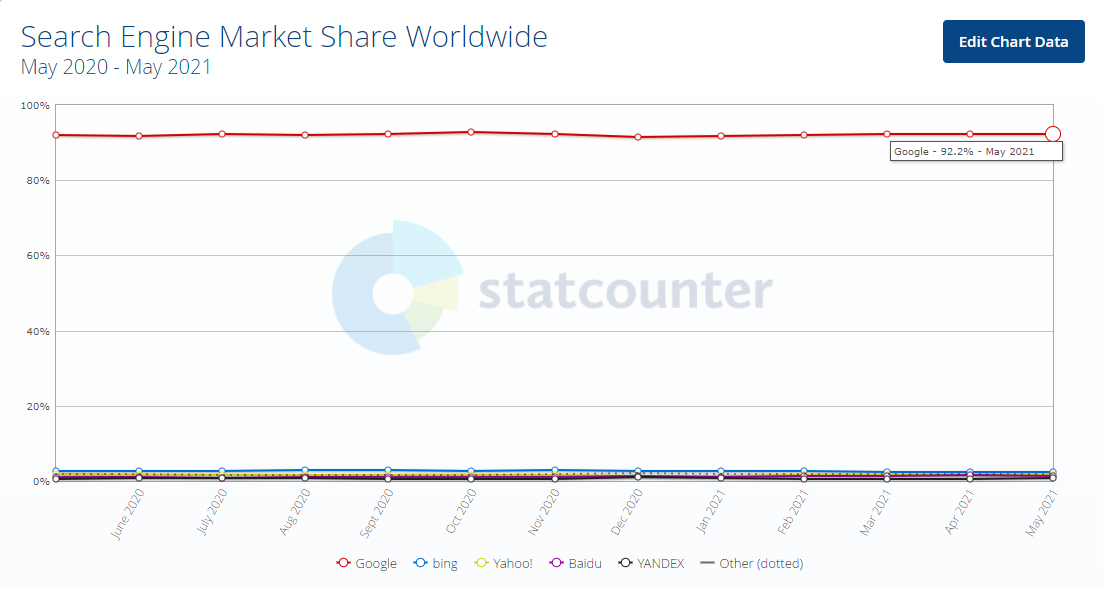 Search Engine Market Share Worldwide
May 2020 - May 2021
Edit Chart Data
100%
80%
60%
40%
20%
0%
Google - 92.2% - May 2021
statcounter
June 2020
July 2020
Aug 2020
Sept 2020
Oct 2020
Nov 2020
Dec 2020
Jan 2021
Feb 2021
Mar 2021
Apr 2021
May 2021
Google bing Yahoo! Baidu YANDEX Other (dotted)